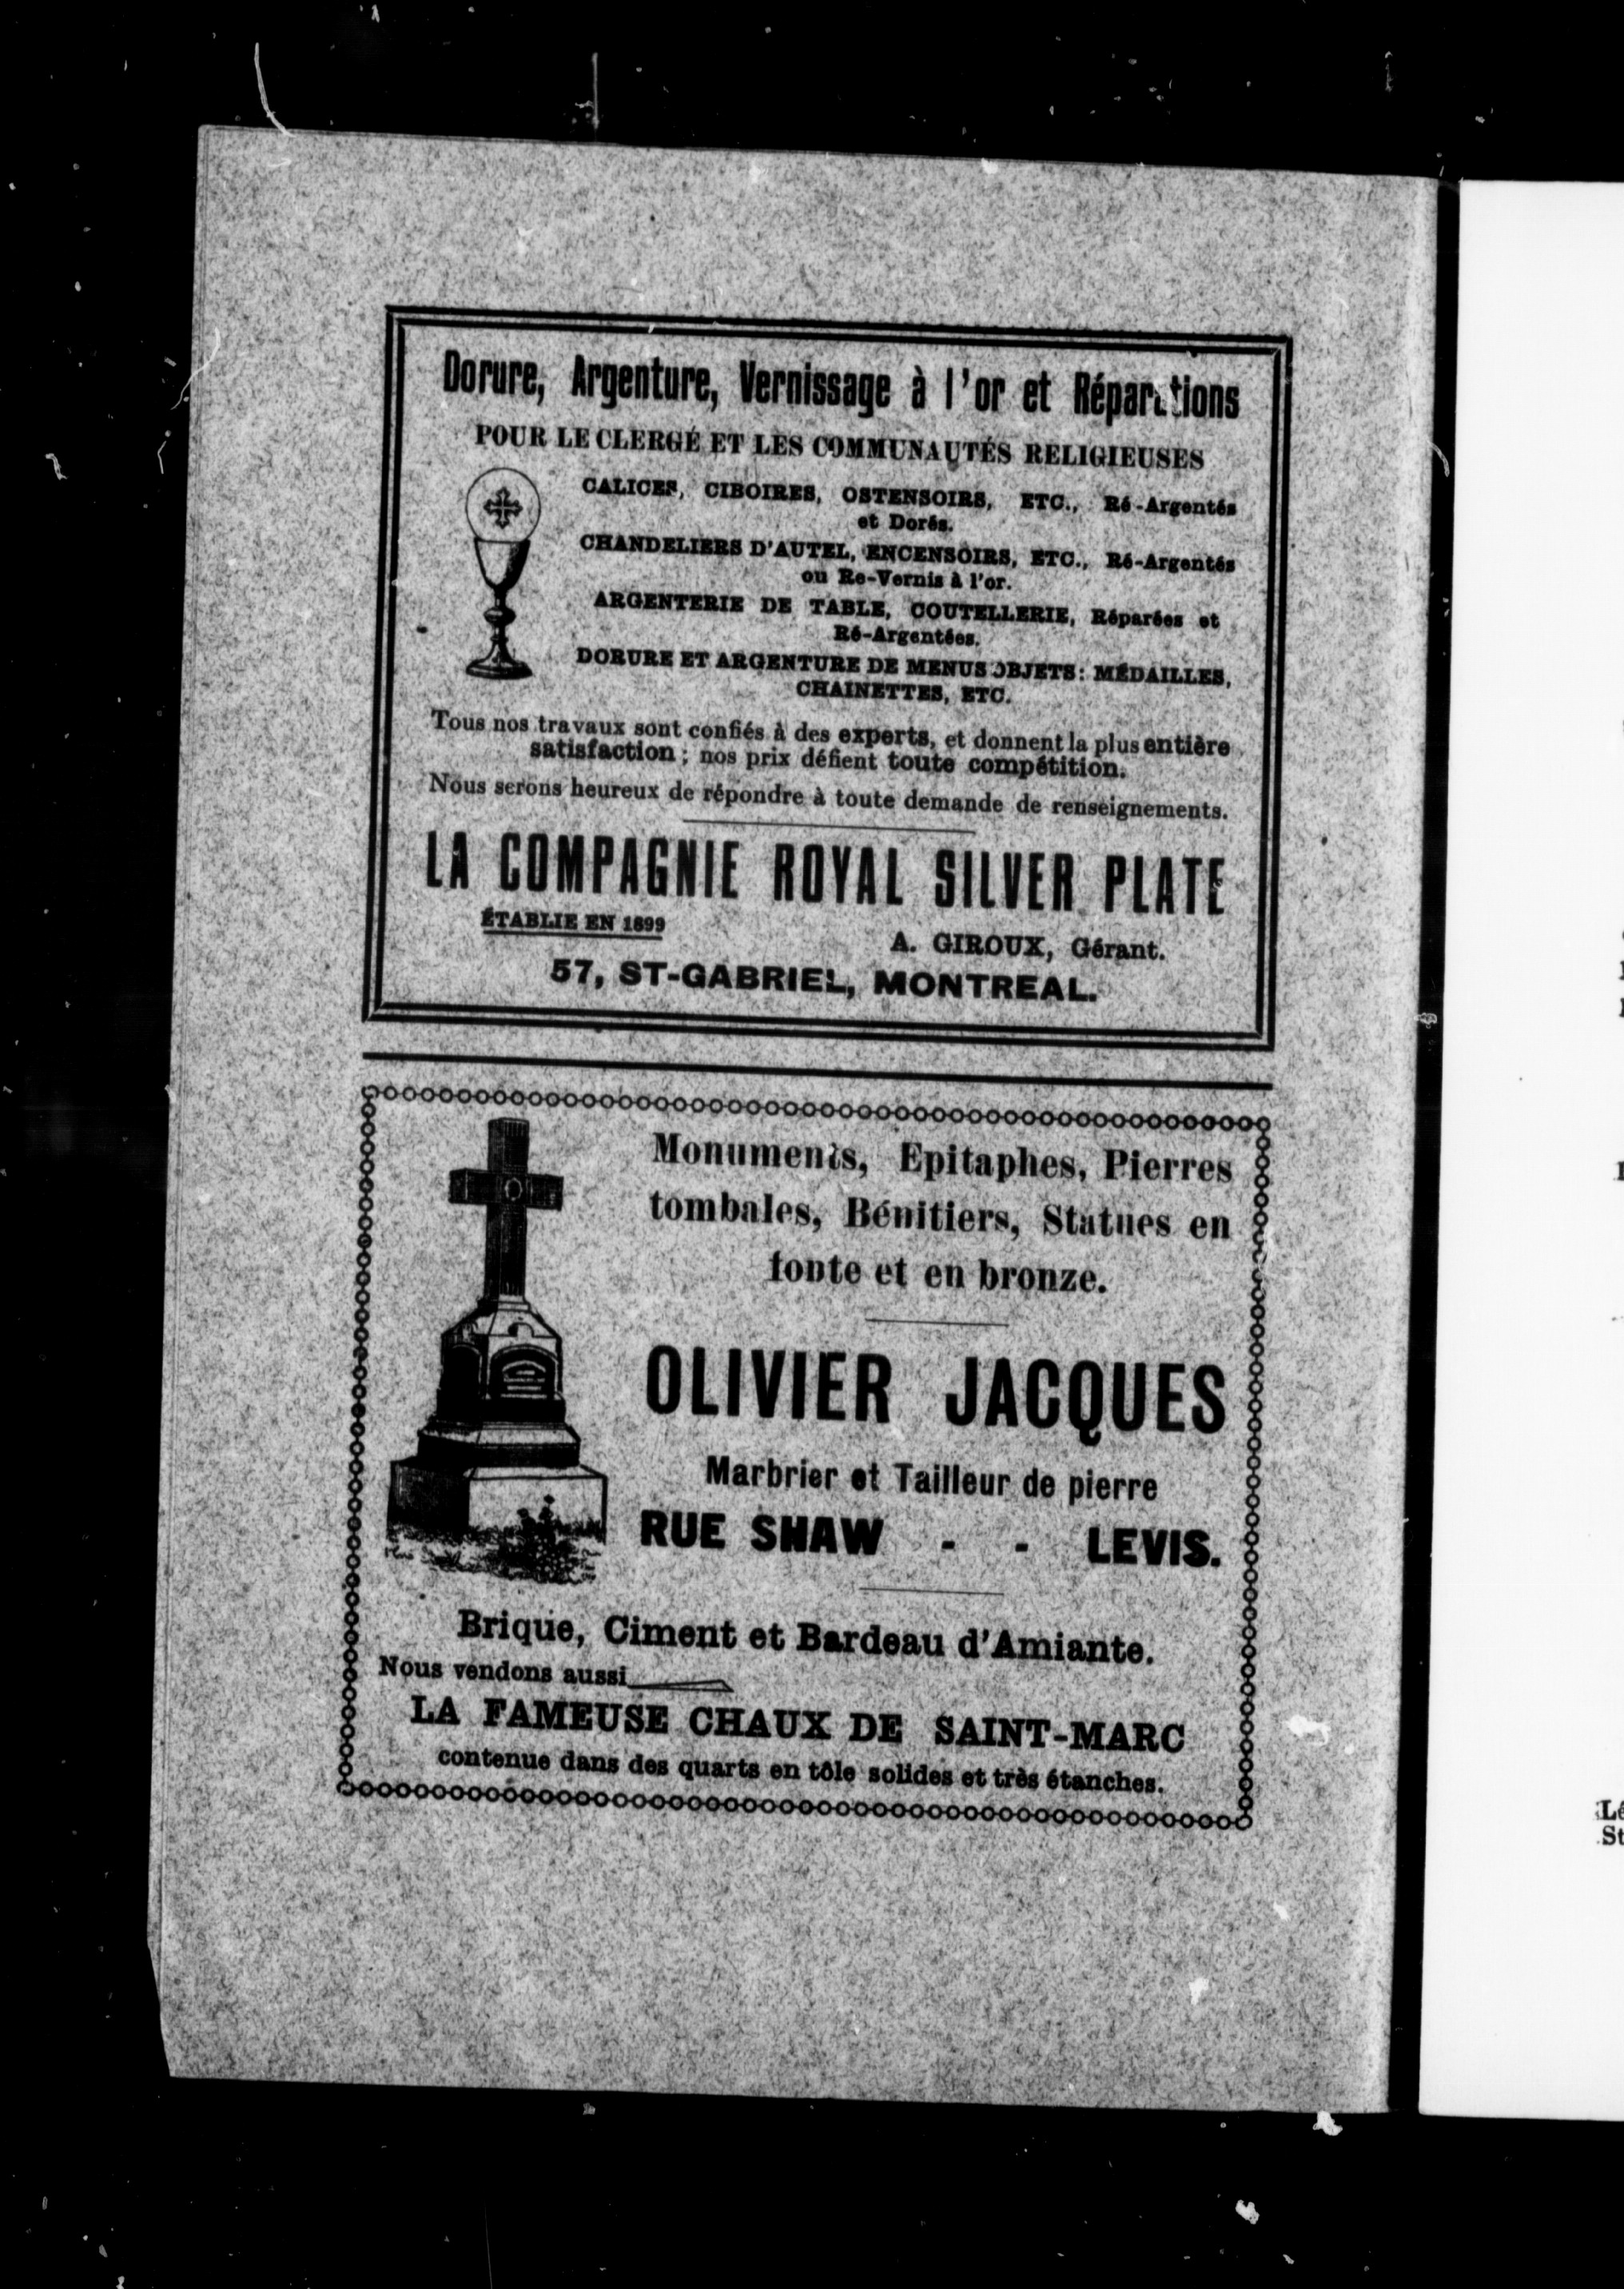 Dorure, Argenture, Vernissage à l'or et Réparations
POUR LE CLERGÉ ET LES COMMUNAUTÉS RELIGIEUSES
CALICES, CIBOIRES, OSTENSOIRS, ETC., Ré-Argentés
et Dorés.
CHANDELIERS D'AUTEL, ENCENSOIRS, ETC., Ré-Argentés
ou Re-Vernis à l'or.
ARGENTERIE DE TABLE, COUTELLERIE, Réparées et
Ré-Argentées.
DORURE ET ARGENTURE DE MENUS OBJETS: MÉDAILLES,
CHAINETTES, ETC.
Tous nos travaux sont confiés à des experts, et donnent la plus entière
satisfaction; nos prix défient toute compétition.
Nous serons heureux de répondre à toute demande de renseignements.
LA COMPAGNIE ROYAL SILVER PLATE
ÉTABLIE EN 1899
A. GIROUX, Gérant.
57, ST-GABRIEL, MONTREAL.
Monuments, Epitaphes, Pierres
tombales, Bénitiers, Statues en
fonte et en bronze.
OLIVIER JACQUES
Marbrier et Tailleur de pierre
RUE SHAW - - LEVIS.
Brique, Ciment et Bardeau d'Amiante.
Nous vendons aussi
LA FAMEUSE CHAUX DE SAINT-MARC
contenue dans des quarts en tôle solides et très étanches.